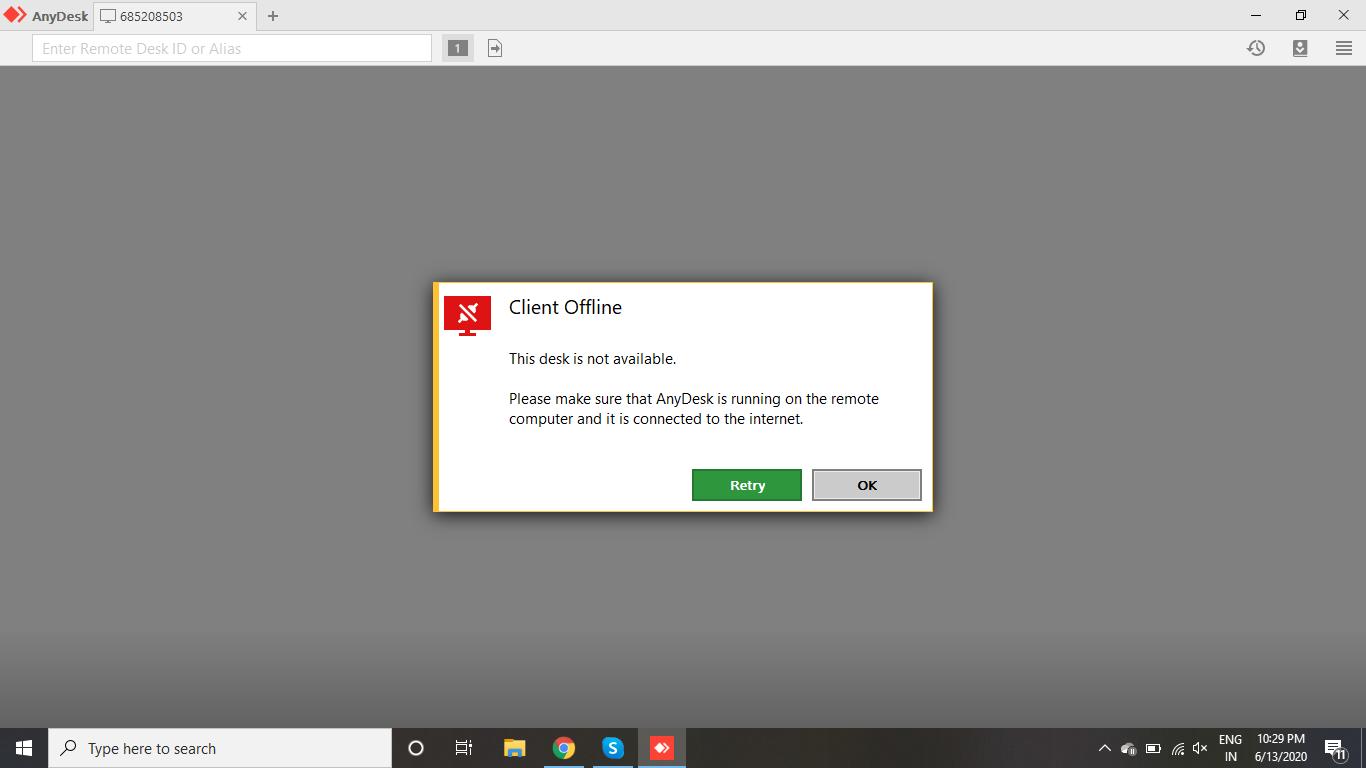 AnyDesk 685208503
Enter Remote Desk ID or Alias 1
Client Offline
This desk is not available.
Please make sure that AnyDesk is running on the remote
computer and it is connected to the internet.
Retry OK
Type here to search
S
ENG
IN
10:29 PM
6/13/2020
11